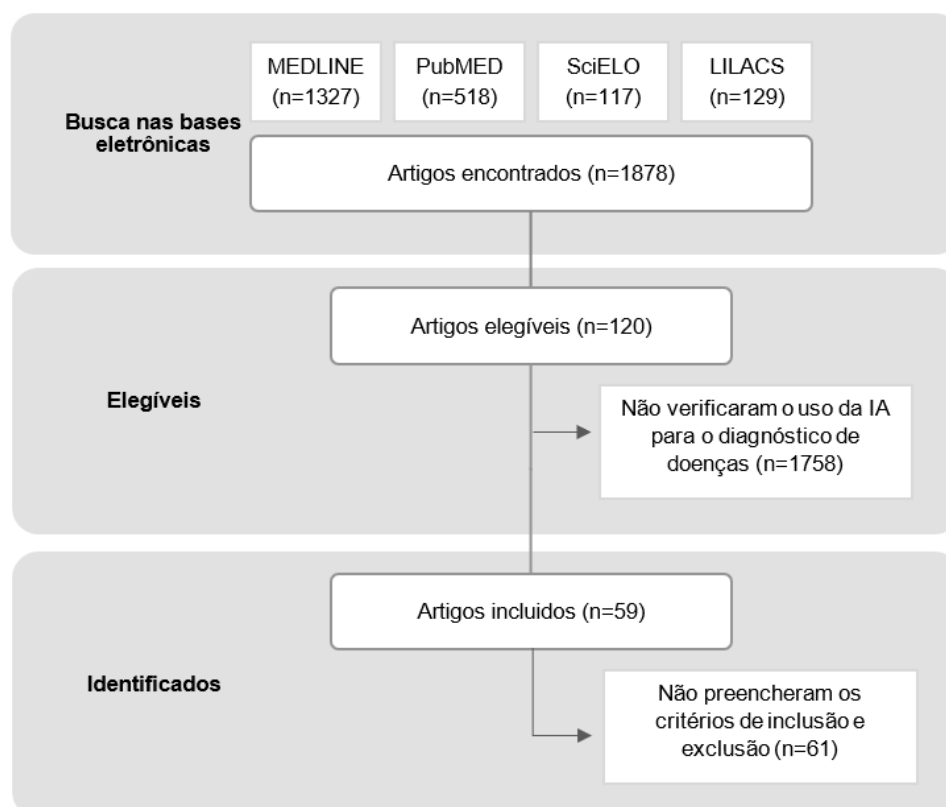 MEDLINE
(n=1327)
PubMED
(n=518)
SciELO
(n=117)
LILACS
(n=129)
Busca nas bases
eletrônicas
Artigos encontrados (n=1878)
Artigos elegíveis (n=120)
Elegíveis
Não verificaram o uso da IA
para o diagnóstico de
doenças (n=1758)
Artigos incluidos (n=59)
Identificados
Não preencheram os
critérios de inclusão e
exclusão (n=61)